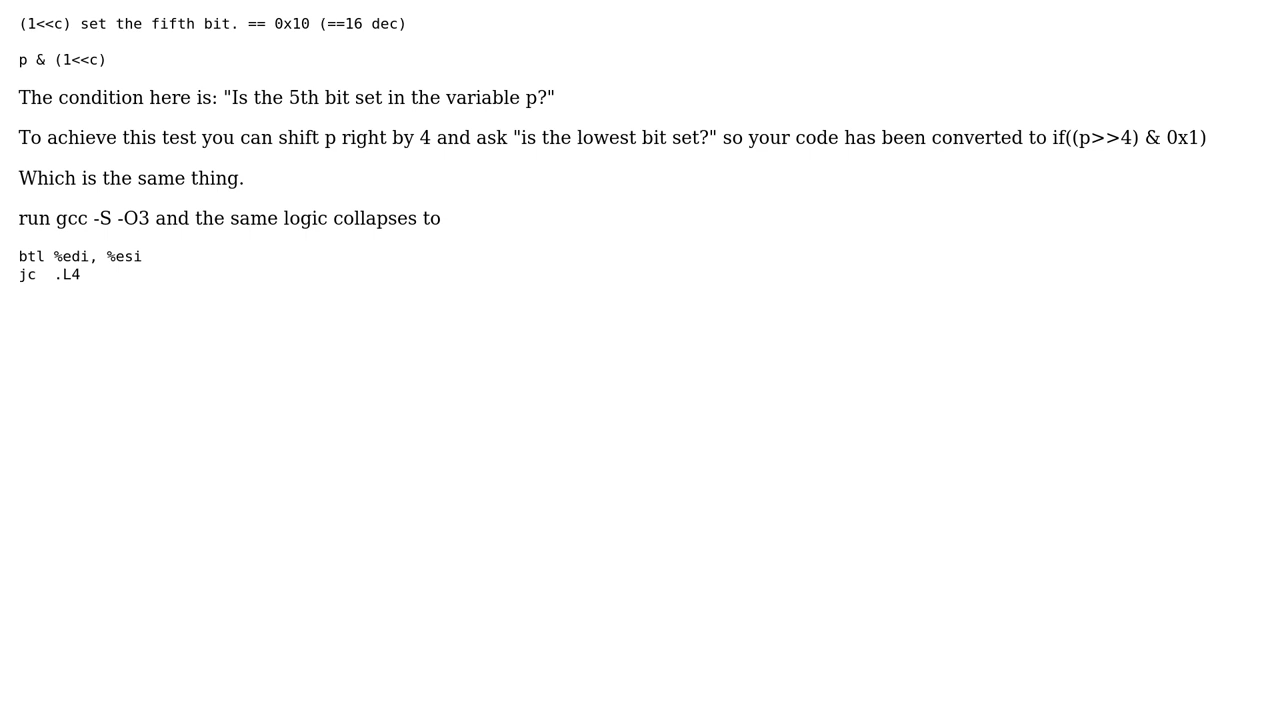 (1<<c) set the fifth bit. == 0x10 (==16 dec)
p & (1<<c)
The condition here is: "Is the 5th bit set in the variable p?"
To achieve this test you can shift p right by 4 and ask "is the lowest bit set?" so your code has been converted to if((p>>4) & 0x1)
Which is the same thing.
run gcc -S -O3 and the same logic collapses to
btl %edi, %esi
jc  .L4